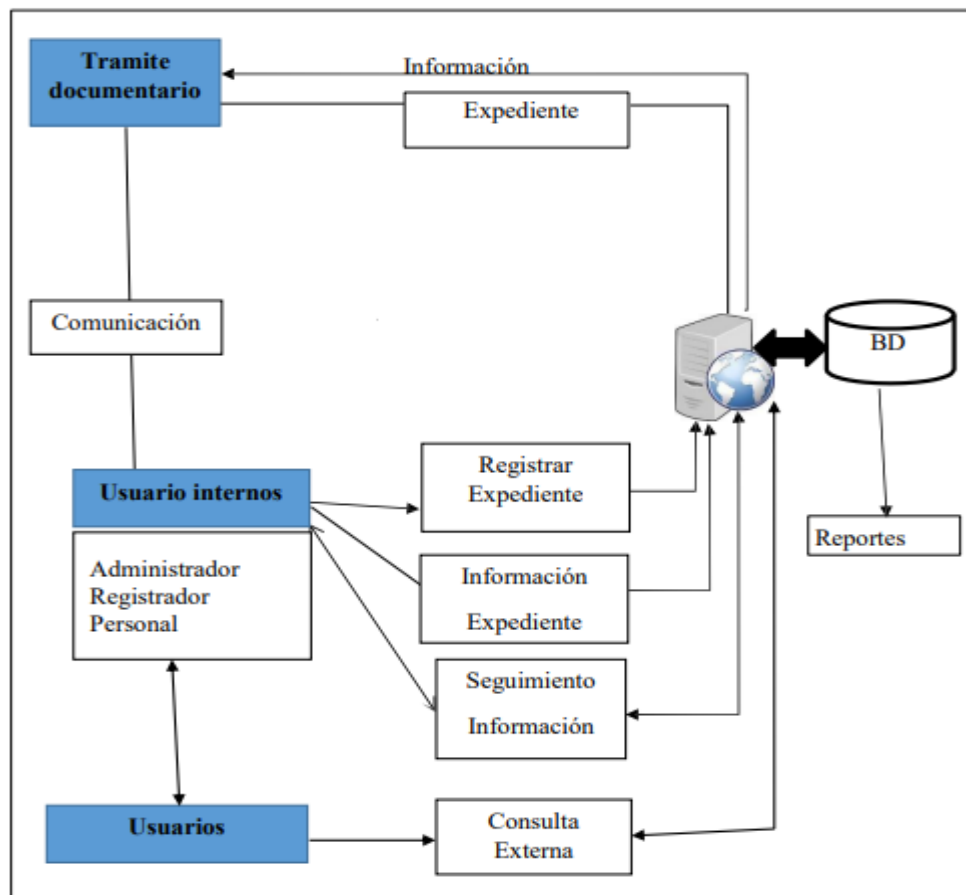 Tramite
documentario
Información
Expediente
Comunicación
BD
Usuario internos
Registrar
Expediente
Reportes
Administrador
Registrador
Personal
Información
Expediente
Seguimiento
Información
Usuarios
Consulta
Externa